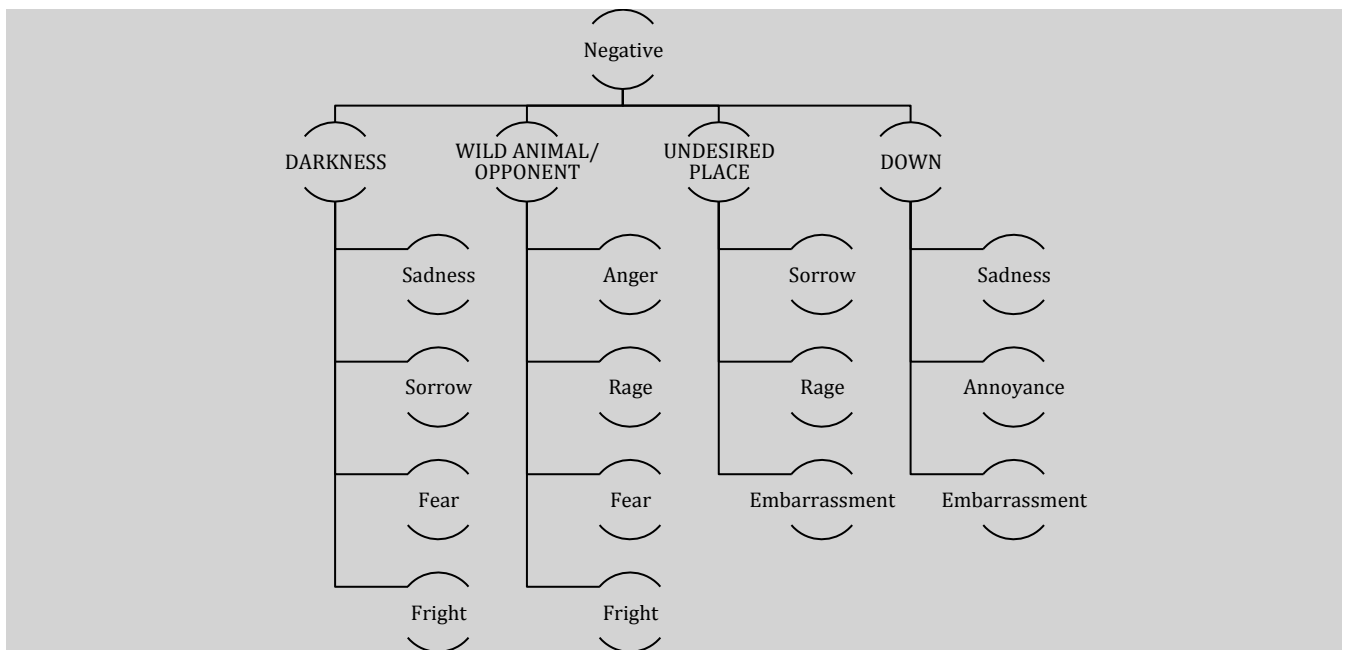 Negative
DARKNESS
WILD ANIMAL/
OPPONENT
UNDESIRED
PLACE
DOWN
Sadness
Sorrow
Fear
Fright
Anger
Rage
Fear
Fright
Sorrow
Rage
Embarrassment
Sadness
Annoyance
Embarrassment